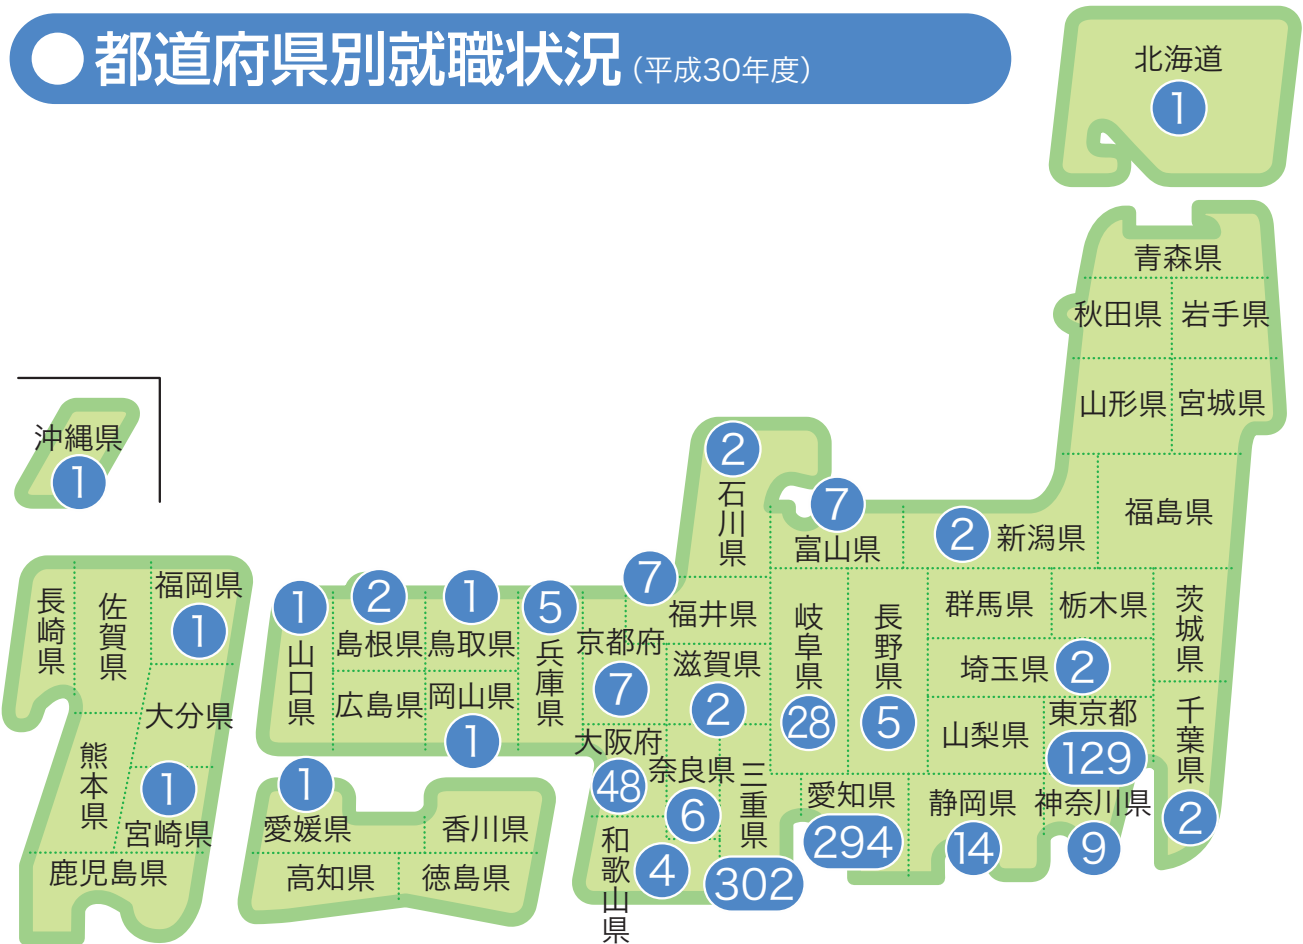 都道府県別就職状況（平成30年度）
北海道
1
青森県
秋田県
岩手県
山形県
宮城県
福島県
沖縄県
1
2
石川県
7
富山県
2
新潟県
7
福井県
岐阜県
28
長野県
5
群馬県
栃木県
茨城県
埼玉県
2
山梨県
東京都
129
千葉県
2
神奈川県
9
静岡県
14
愛知県
294
三重県
302
滋賀県
2
京都府
7
大阪府
48
奈良県
6
和歌山県
4
5
兵庫県
1
鳥取県
2
島根県
岡山県
1
広島県
1
山口県
1
愛媛県
香川県
高知県
徳島県
福岡県
1
佐賀県
長崎県
大分県
熊本県
1
宮崎県
鹿児島県